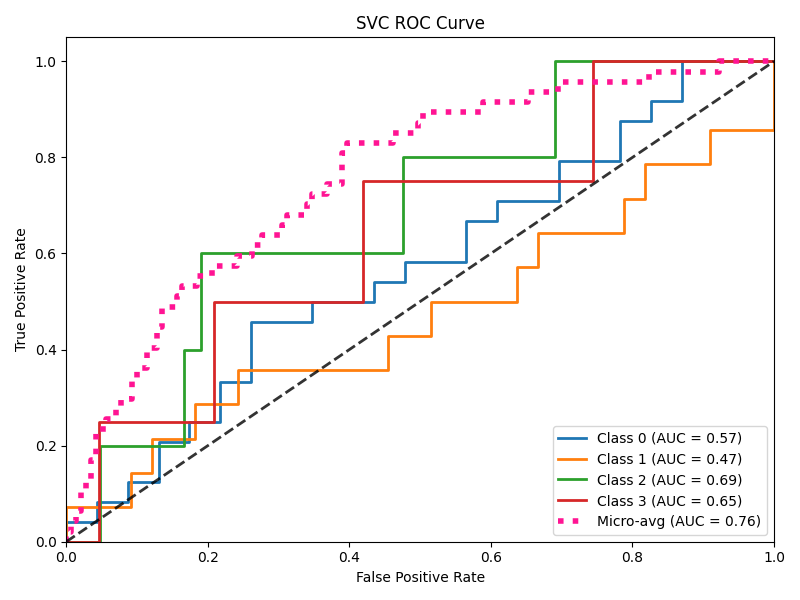 SVC ROC Curve
True Positive Rate
1.0
0.8
0.6
0.4
0.2
0.0
Class 0 (AUC = 0.57)
Class 1 (AUC = 0.47)
Class 2 (AUC = 0.69)
Class 3 (AUC = 0.65)
Micro-avg (AUC = 0.76)
0.0 0.2 0.4 0.6 0.8 1.0
False Positive Rate